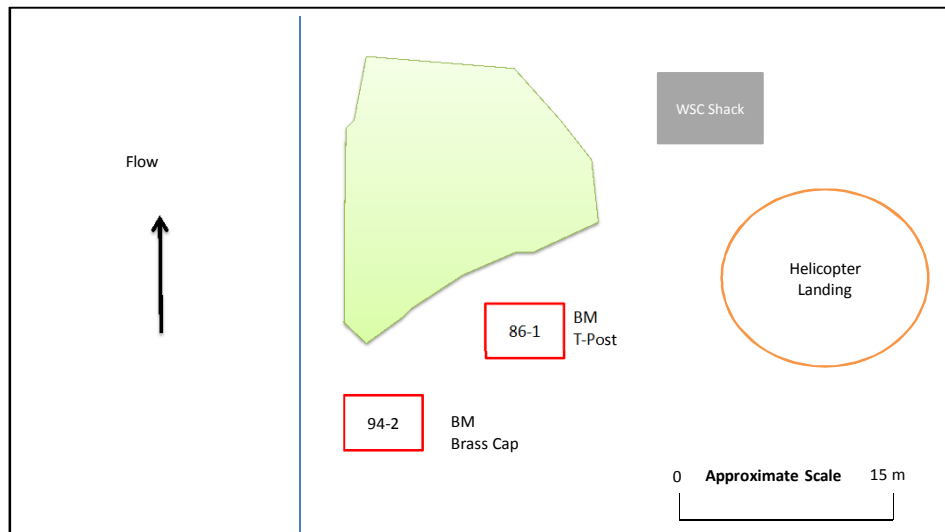 WSC Shack
Flow
Helicopter
Landing
86-1
BM
T-Post
94-2
BM
Brass Cap
0 Approximate Scale 15 m